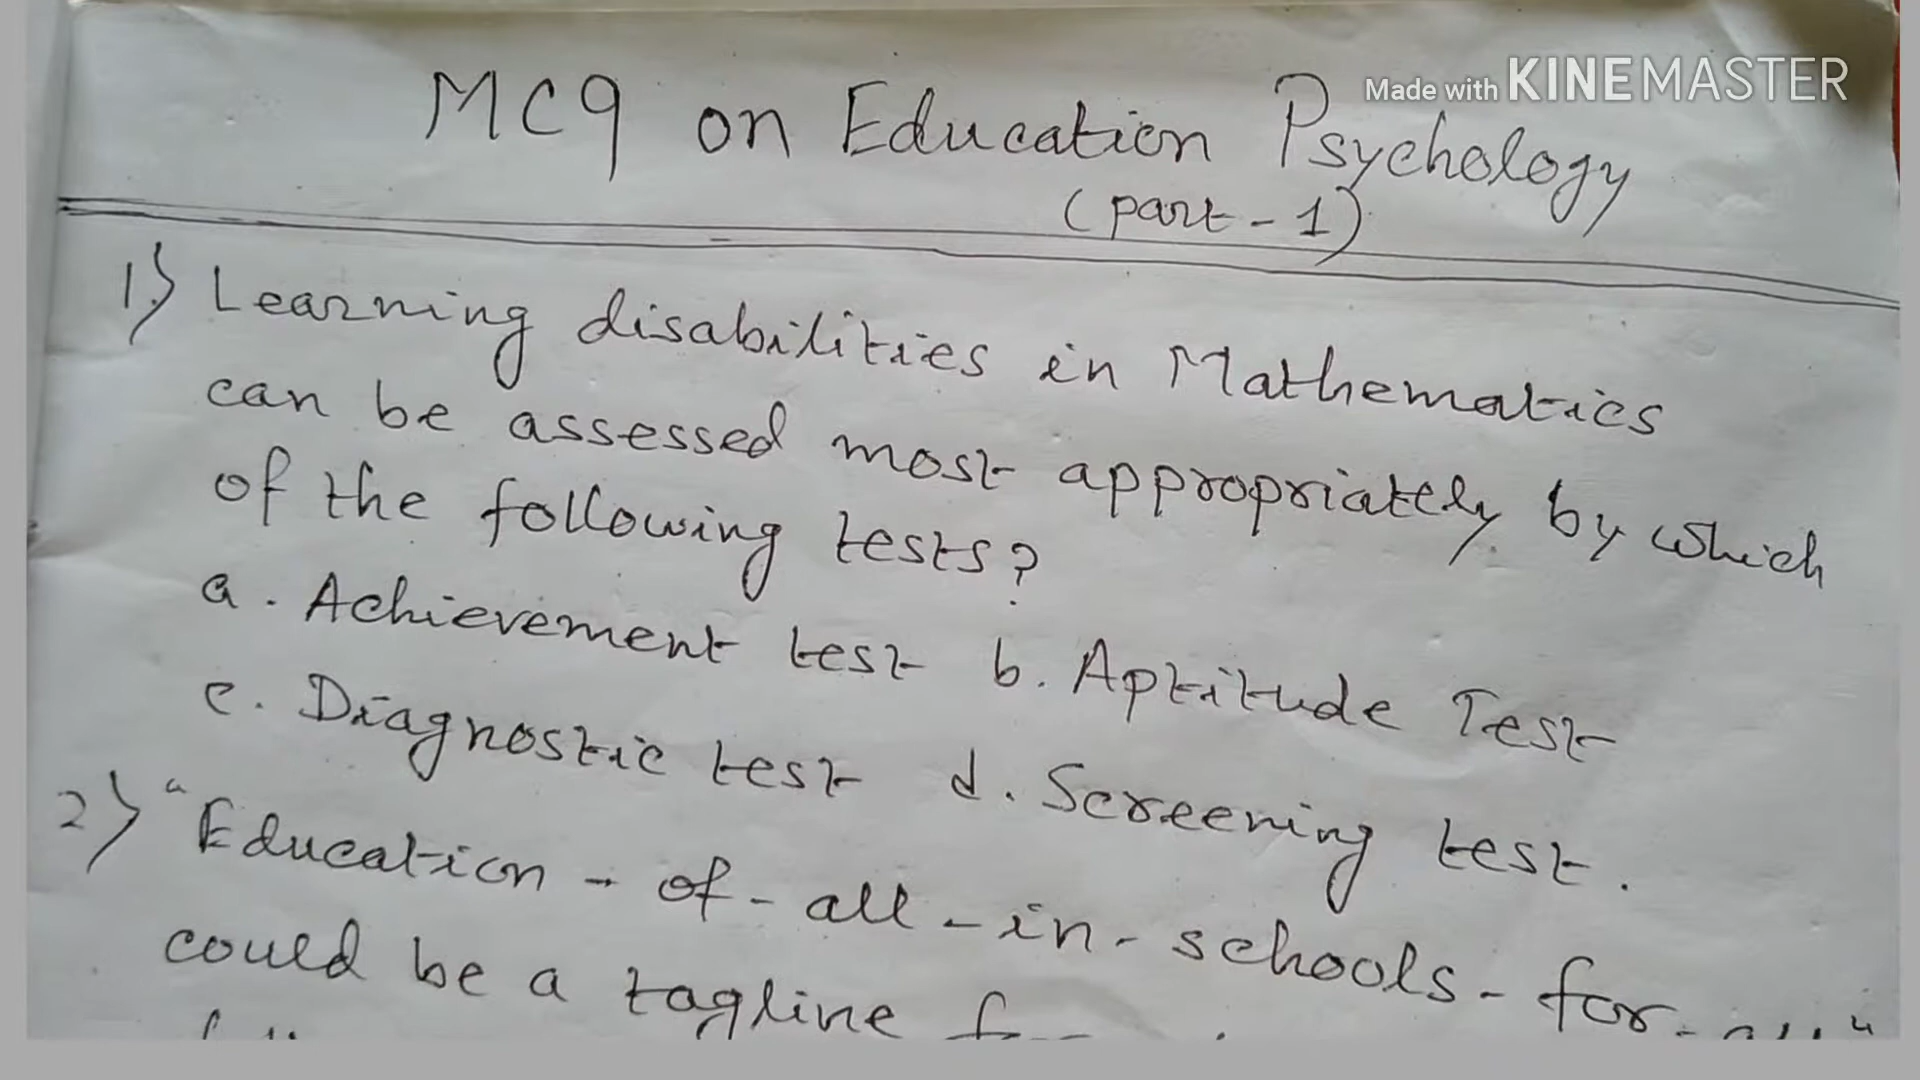 Made with KINEMASTER
MCq on Education Psychology
(part-1)
1.) Learning disabilities in Mathematics
can be assessed most appropriately by which
of the following tests?
a. Achievement test b. Aptitude Test
c. Diagnostic test d. Screening test.
2) "Education-of-all-in-schools-for-all"
could be a tagline